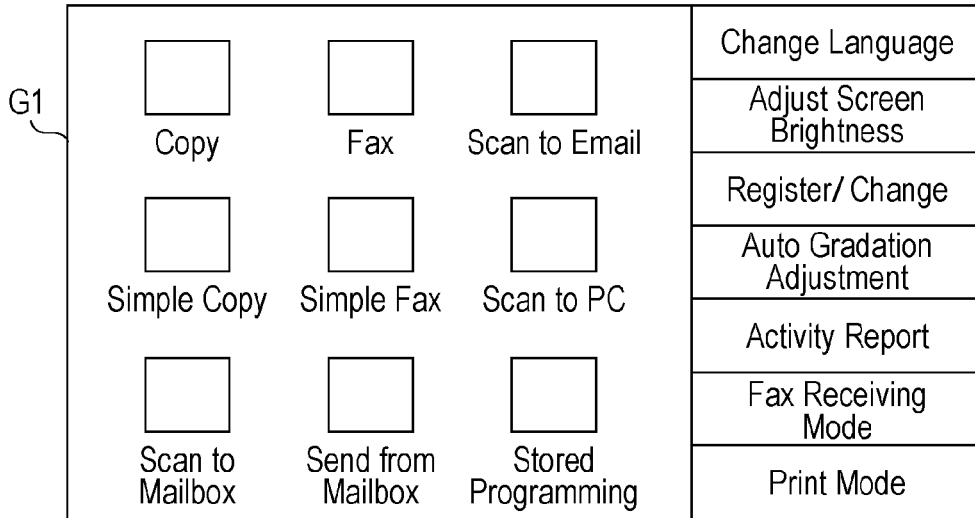 G1
Copy
Fax
Scan to Email
Simple Copy
Simple Fax
Scan to PC
Scan to
Mailbox
Send from
Mailbox
Stored
Programming
Change Language
Adjust Screen
Brightness
Register/ Change
Auto Gradation
Adjustment
Activity Report
Fax Receiving
Mode
Print Mode